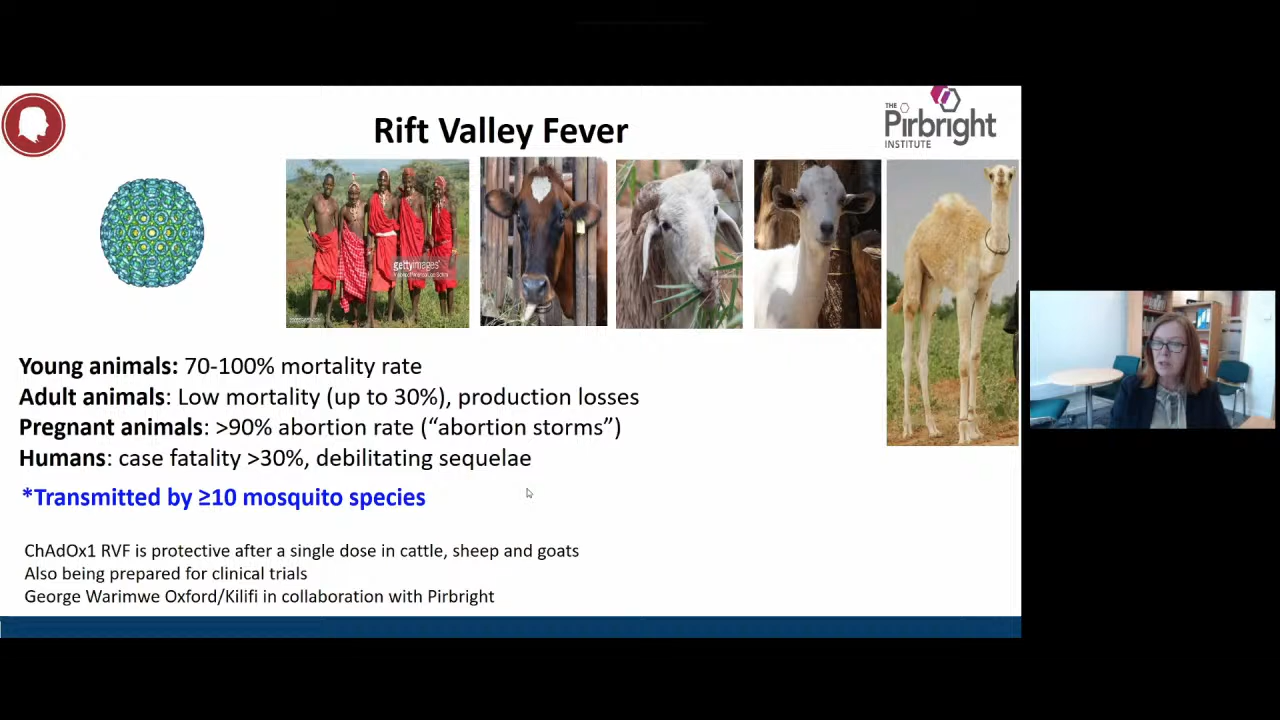 Rift Valley Fever
THE
Pirbright
INSTITUTE
gettyimages
Young animals: 70-100% mortality rate
Adult animals: Low mortality (up to 30%), production losses
Pregnant animals: >90% abortion rate (“abortion storms”)
Humans: case fatality >30%, debilitating sequelae
*Transmitted by ≥10 mosquito species
ChAdOx1 RVF is protective after a single dose in cattle, sheep and goats
Also being prepared for clinical trials
George Warimwe Oxford/Kilifi in collaboration with Pirbright